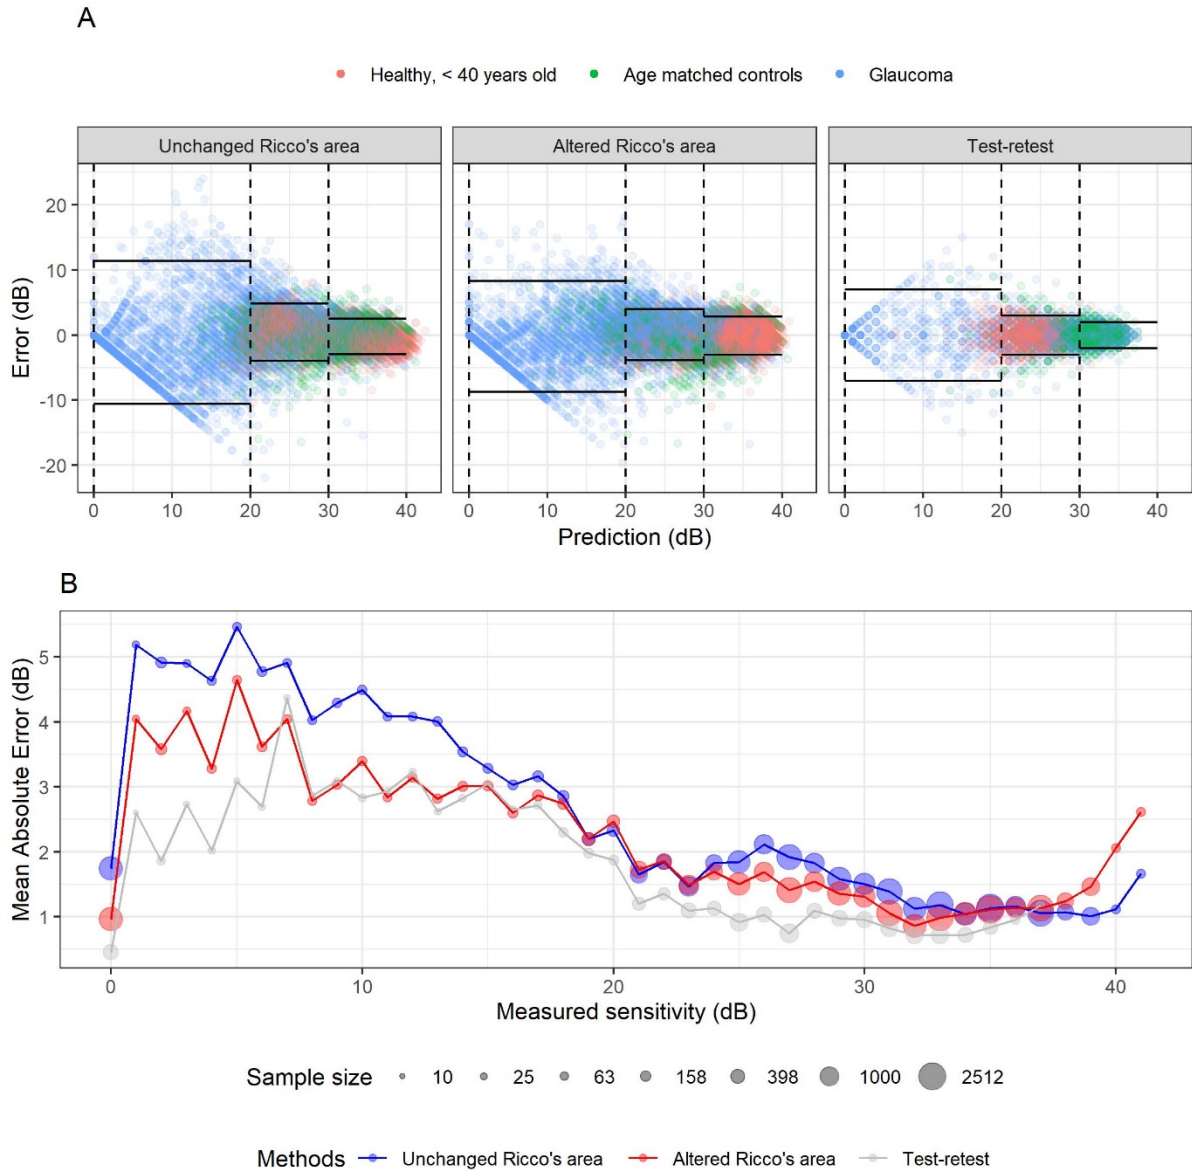 A
Healthy, < 40 years old Age matched controls Glaucoma
Unchanged Ricco's area Altered Ricco's area Test-retest
Error (dB)
20
10
0
-10
-20
0 10 20 30 40 0 10 20 30 40 0 10 20 30 40
Prediction (dB)
B
Mean Absolute Error (dB)
5
4
3
2
1
0 10 20 30 40
Measured sensitivity (dB)
Sample size 10 25 63 158 398 1000 2512
Methods Unchanged Ricco's area Altered Ricco's area Test-retest